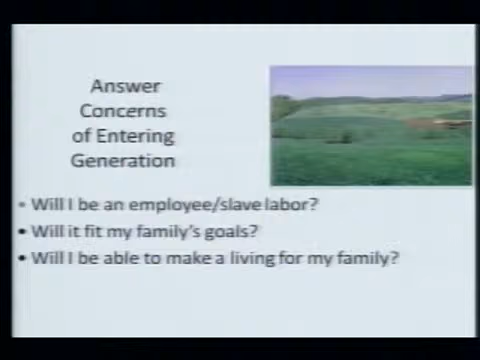 Answer
Concerns
of Entering
Generation
• Will I be an employee/slave labor?
• Will it fit my family's goals?
• Will I be able to make a living for my family?